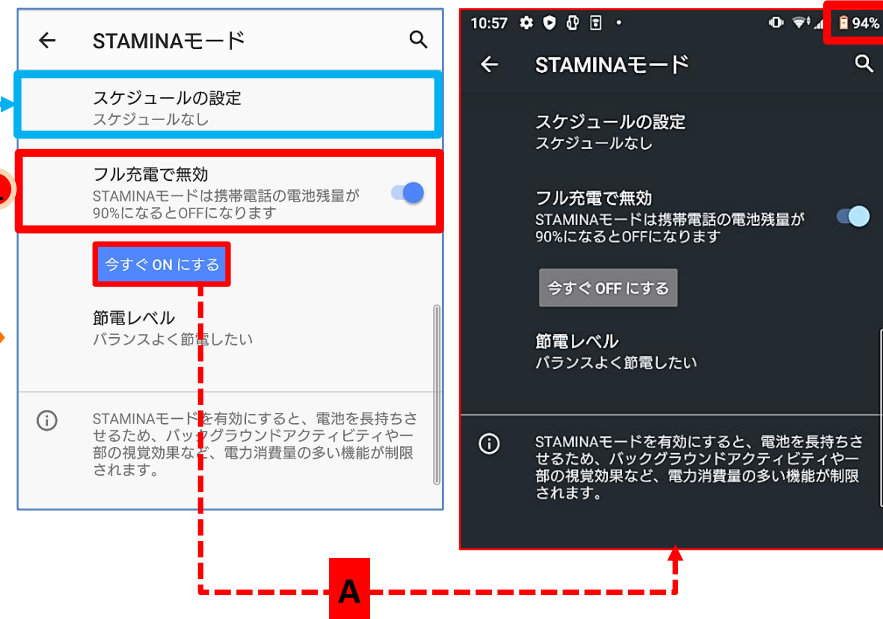 STAMINAモード
スケジュールの設定
スケジュールなし
フル充電で無効
STAMINAモードは携帯電話の電池残量が
90%になるとOFFになります
今すぐ ON にする
節電レベル
バランスよく節電したい
STAMINAモードを有効にすると、電池を長持ちさ
せるため、バックグラウンドアクティビティや一
部の視覚効果など、電力消費量の多い機能が制限
されます。
10:57
94%
STAMINAモード
スケジュールの設定
スケジュールなし
フル充電で無効
STAMINAモードは携帯電話の電池残量が
90%になるとOFFになります
今すぐ OFF にする
節電レベル
バランスよく節電したい
STAMINAモードを有効にすると、電池を長持ちさ
せるため、バックグラウンドアクティビティや一
部の視覚効果など、電力消費量の多い機能が制限
されます。
A